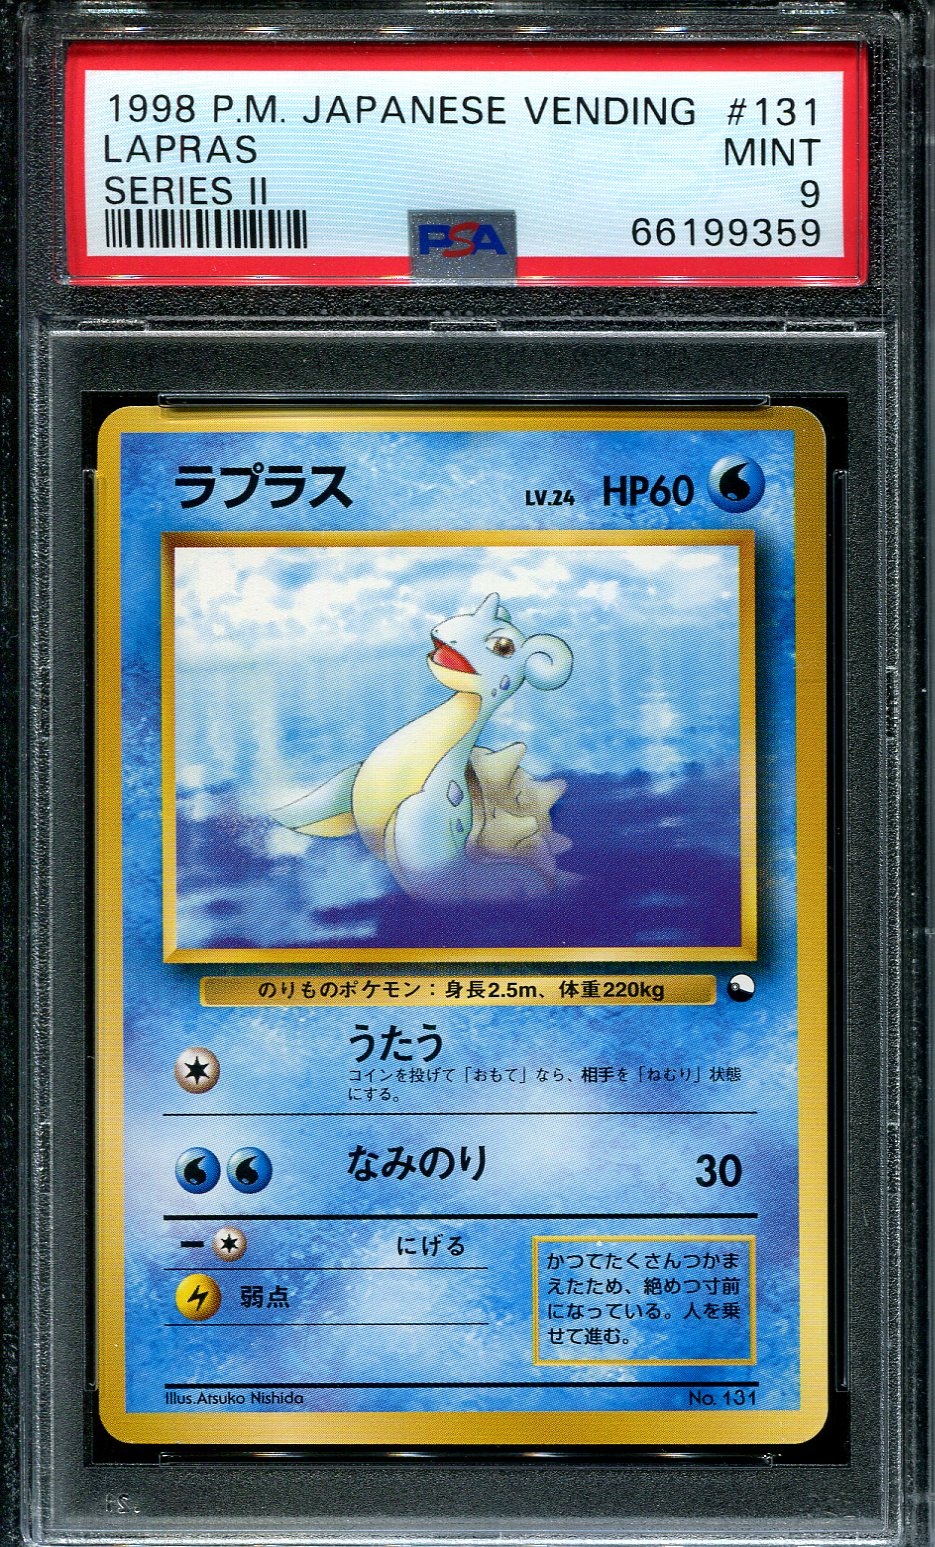 1998 P.M. JAPANESE VENDING #131
LAPRAS MINT
SERIES II 9
PSA 66199359
ラプラス LV.24 HP60
のりものポケモン：身長2.5m、体重220kg
うたう
コインを投げて「おもて」なら、相手を「ねむり」状態
にする。
なみのり 30
にげる
弱点
かつてたくさんつかま
えたため、絶めつ寸前
になっている。人を乗
せて進む。
Illus.Atsuko Nishida No. 131